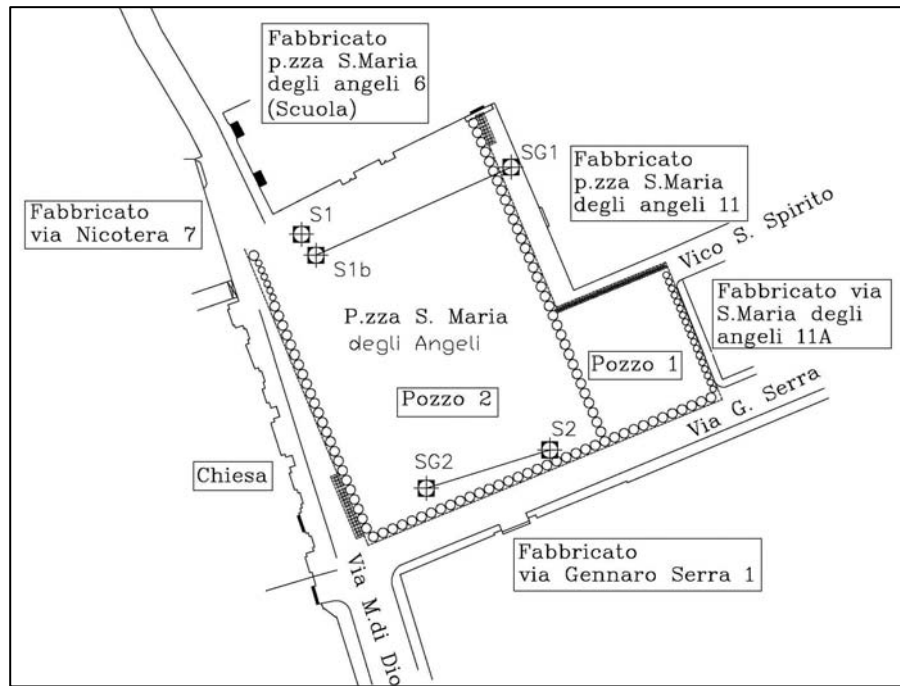 Fabbricato
p.zza S.Maria
degli angeli 6
(Scuola)
SG1
Fabbricato
p.zza S.Maria
degli angeli 11
Fabbricato
via Nicotera 7
S1
S1b
Vico S. Spirito
Fabbricato via
S.Maria degli
angeli 11A
P.zza S. Maria
degli Angeli
Pozzo 1
Pozzo 2
Via G. Serra
S2
SG2
Chiesa
Fabbricato
via Gennaro Serra 1
Via M.di Dio